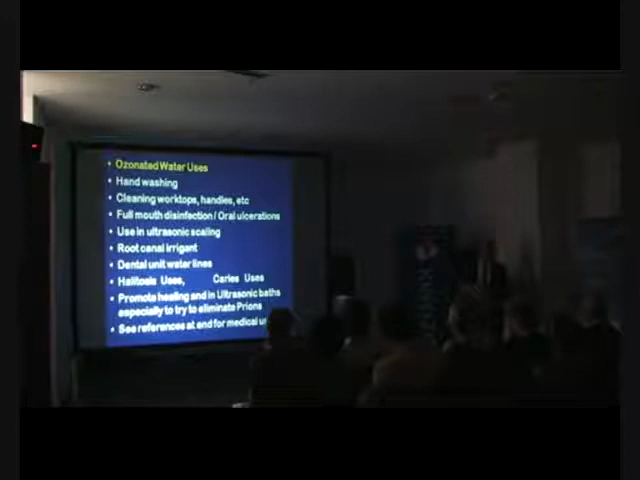 • Ozonated Water Uses
• Hand washing
• Cleaning worktops, handles, etc
• Full mouth disinfection / Oral ulcerations
• Use in ultrasonic scaling
• Root canal irrigant
• Dental unit water lines
• Halitosis Uses, Caries Uses
• Promote healing and in Ultrasonic baths
especially to try to eliminate Prions
• See references at and for medical